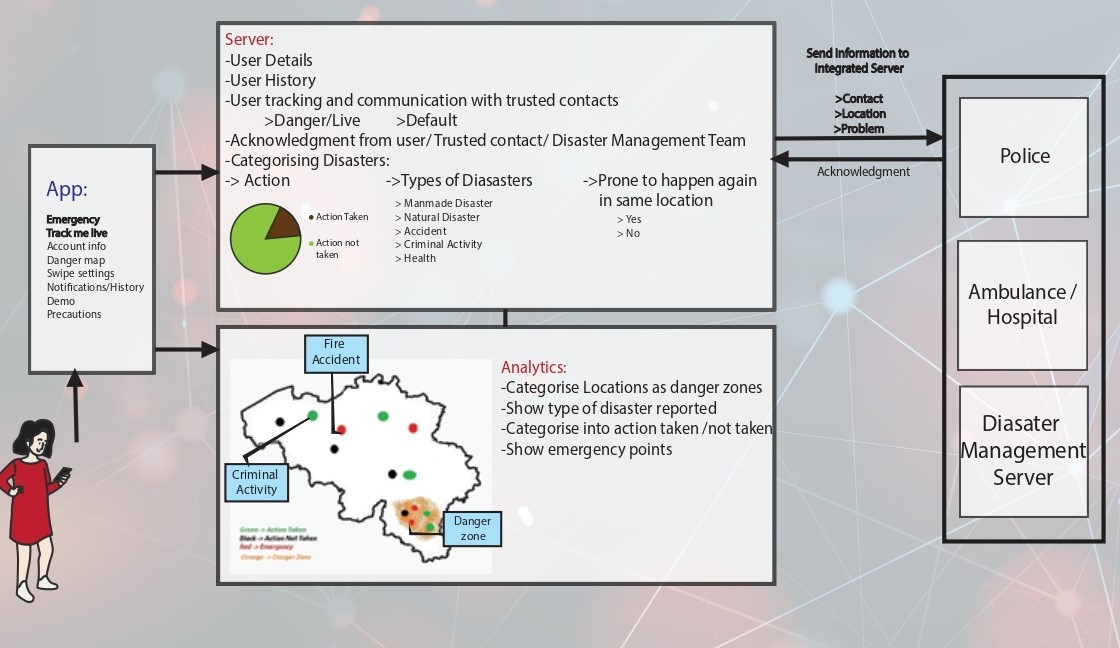 App:
Emergency
Track me live
Account info
Danger map
Swipe settings
Notifications/History
Demo
Precautions
Server:
-User Details
-User History
-User tracking and communication with trusted contacts
>Danger/Live >Default
-Acknowledgment from user/ Trusted contact/ Disaster Management Team
-Categorising Disasters:
-> Action ->Types of Diasasters ->Prone to happen again
in same location
Action Taken
Action not
taken
> Manmade Disaster
> Natural Disaster
> Accident
> Criminal Activity
> Health
> Yes
> No
Fire
Accident
Criminal
Activity
Danger
zone
Green -> Action Taken
Black -> Action Not Taken
Red -> Emergency
Orange -> Danger Zone
Analytics:
-Categorise Locations as danger zones
-Show type of disaster reported
-Categorise into action taken /not taken
-Show emergency points
Send Information to
Integrated Server
>Contact
>Location
>Problem
Acknowledgment
Police
Ambulance /
Hospital
Diasater
Management
Server